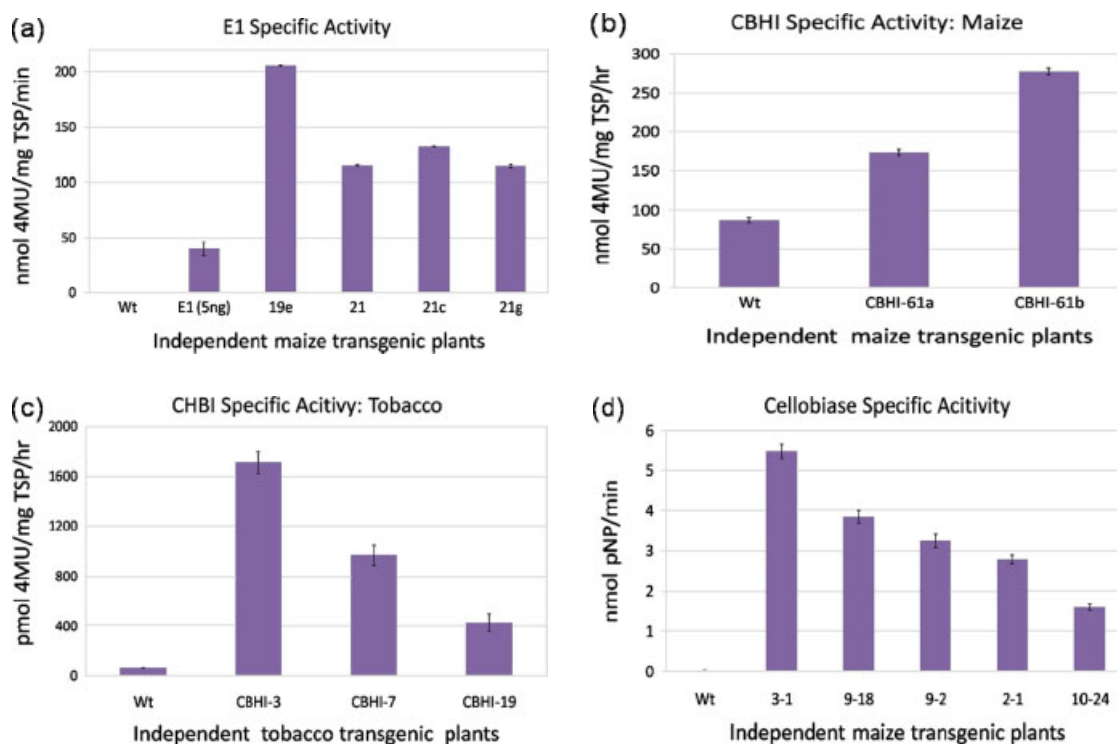 (a)
E1 Specific Activity
nmol 4MU/mg TSP/min
200
150
100
50
0
Wt E1 (5ng) 19e 21 21c 21g
Independent maize transgenic plants
(b)
CBHI Specific Activity: Maize
nmol 4MU/mg TSP/hr
300
250
200
150
100
50
0
Wt CBHI-61a CBHI-61b
Independent maize transgenic plants
(c)
CHBI Specific Acitivy: Tobacco
pmol 4MU/mg TSP/hr
2000
1600
1200
800
400
0
Wt CBHI-3 CBHI-7 CBHI-19
Independent tobacco transgenic plants
(d)
Cellobiase Specific Acitivity
nmol pNP/min
6
5
4
3
2
1
0
Wt 3-1 9-18 9-2 2-1 10-24
Independent maize transgenic plants